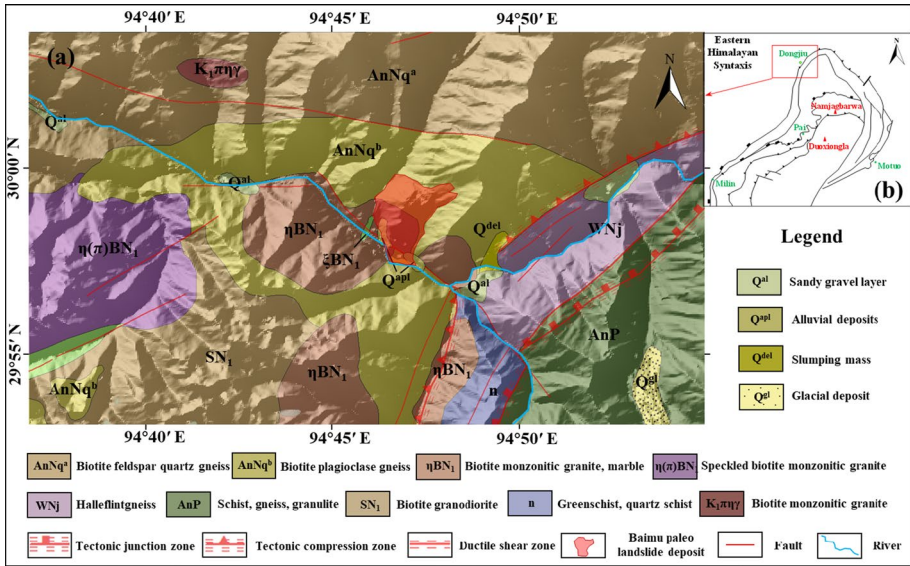 94°40′ E 94°45′ E 94°50′ E
(a)
N
K₁πηγ
AnNqᵃ
Qᵃˡ
AnNqᵇ
30°00′ N
30°00′ N
Qᵃˡ
ηBN₁
Qᵈᵉˡ
WNj
η(π)BN₁
ξBN₁
Qᵃᵖˡ
Qᵃˡ
AnP
SN₁
29°55′ N
29°55′ N
AnNqᵇ
ηBN₁
ηBN₁
n
Qᵍˡ
94°40′ E 94°45′ E 94°50′ E
Eastern
Himalayan
Syntaxis
Dongjiu
N
Namjagbarwa
Pai
Duoxiongla
Motuo
Milin
(b)
Legend
Qᵃˡ Sandy gravel layer
Qᵃᵖˡ Alluvial deposits
Qᵈᵉˡ Slumping mass
Qᵍˡ Glacial deposit
AnNqᵃ Biotite feldspar quartz gneiss AnNqᵇ Biotite plagioclase gneiss ηBN₁ Biotite monzonitic granite, marble η(π)BN₁ Speckled biotite monzonitic granite
WNj Halleflintgneiss AnP Schist, gneiss, granulite SN₁ Biotite granodiorite n Greenschist, quartz schist K₁πηγ Biotite monzonitic granite
Tectonic junction zone Tectonic compression zone Ductile shear zone Baimu paleo
landslide deposit Fault River